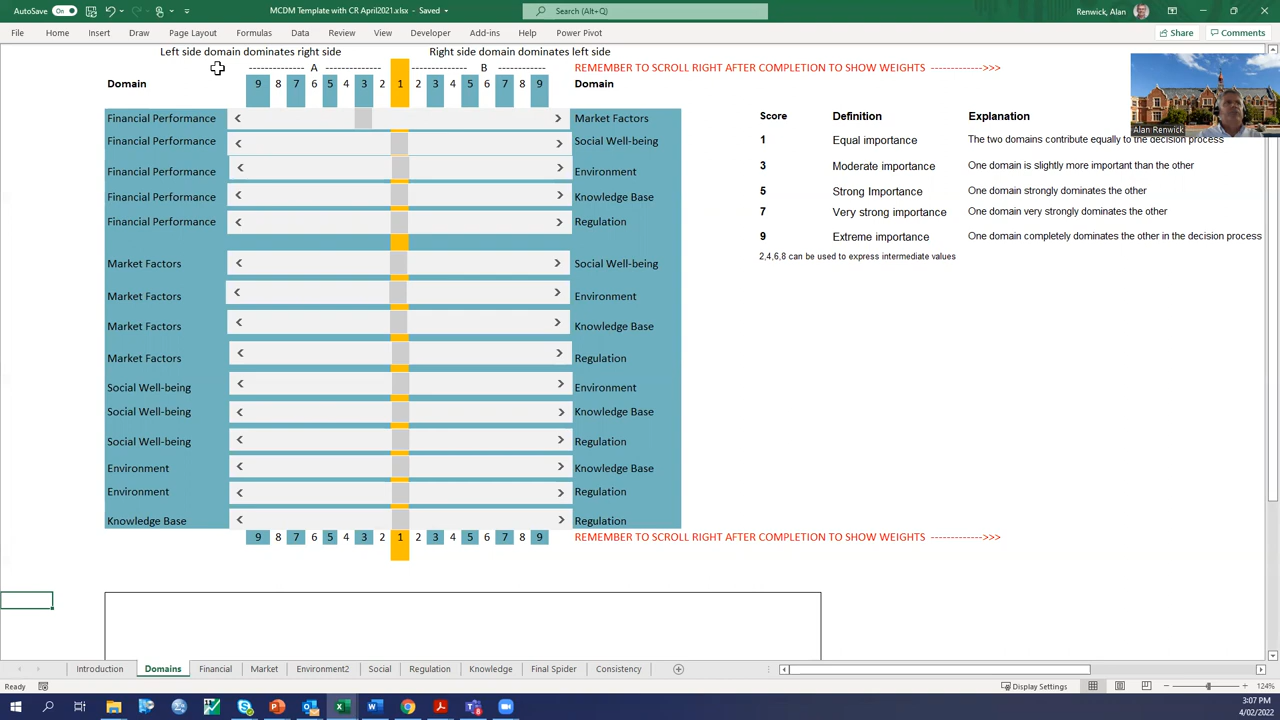 AutoSave On MCDM Template with CR April2021.xlsx - Saved Search (Alt+Q) Renwick, Alan
File Home Insert Draw Page Layout Formulas Data Review View Developer Add-ins Help Power Pivot Share Comments
Left side domain dominates right side Right side domain dominates left side
------------- A ------------- ------------- B ------------- REMEMBER TO SCROLL RIGHT AFTER COMPLETION TO SHOW WEIGHTS ------------->>>
Domain 9 8 7 6 5 4 3 2 1 2 3 4 5 6 7 8 9 Domain
Financial Performance Market Factors
Financial Performance Social Well-being
Financial Performance Environment
Financial Performance Knowledge Base
Financial Performance Regulation
Market Factors Social Well-being
Market Factors Environment
Market Factors Knowledge Base
Market Factors Regulation
Social Well-being Environment
Social Well-being Knowledge Base
Social Well-being Regulation
Environment Knowledge Base
Environment Regulation
Knowledge Base Regulation
9 8 7 6 5 4 3 2 1 2 3 4 5 6 7 8 9 REMEMBER TO SCROLL RIGHT AFTER COMPLETION TO SHOW WEIGHTS ------------->>>
Score Definition Explanation
1 Equal importance The two domains contribute equally to the decision process
3 Moderate importance One domain is slightly more important than the other
5 Strong Importance One domain strongly dominates the other
7 Very strong importance One domain very strongly dominates the other
9 Extreme importance One domain completely dominates the other in the decision process
2,4,6,8 can be used to express intermediate values
Alan Renwick
Introduction Domains Financial Market Environment2 Social Regulation Knowledge Final Spider Consistency
Ready Display Settings 124%
3:07 PM
4/02/2022